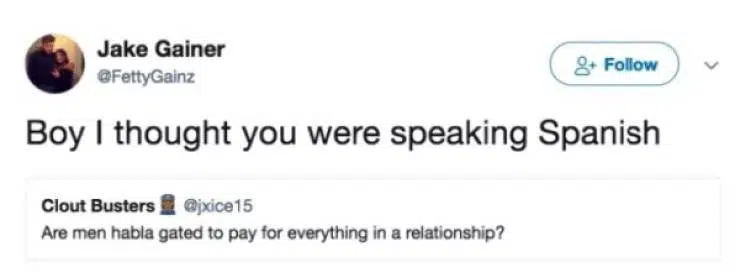 Jake Gainer
@FettyGainz
Follow
Boy I thought you were speaking Spanish
Clout Busters @jxice15
Are men habla gated to pay for everything in a relationship?